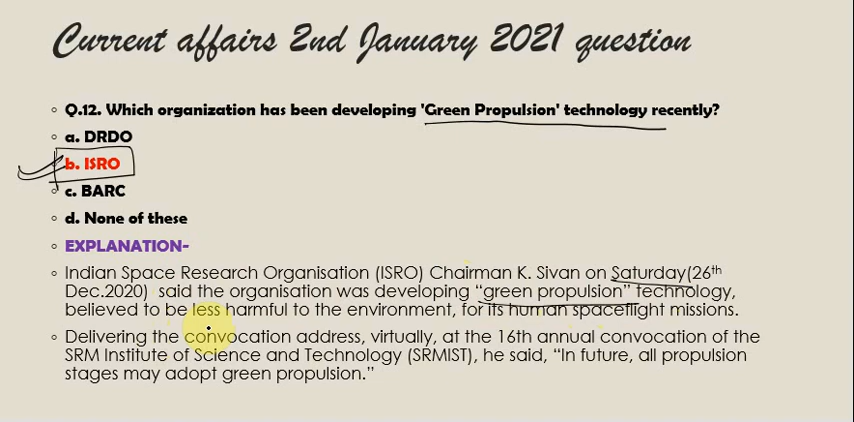 Current affairs 2nd January 2021 question
Q.12. Which organization has been developing 'Green Propulsion' technology recently?
a. DRDO
b. ISRO
c. BARC
d. None of these
EXPLANATION-
Indian Space Research Organisation (ISRO) Chairman K. Sivan on Saturday(26th
Dec.2020) said the organisation was developing “green propulsion” technology,
believed to be less harmful to the environment, for its human spaceflight missions.
Delivering the convocation address, virtually, at the 16th annual convocation of the
SRM Institute of Science and Technology (SRMIST), he said, “In future, all propulsion
stages may adopt green propulsion.”